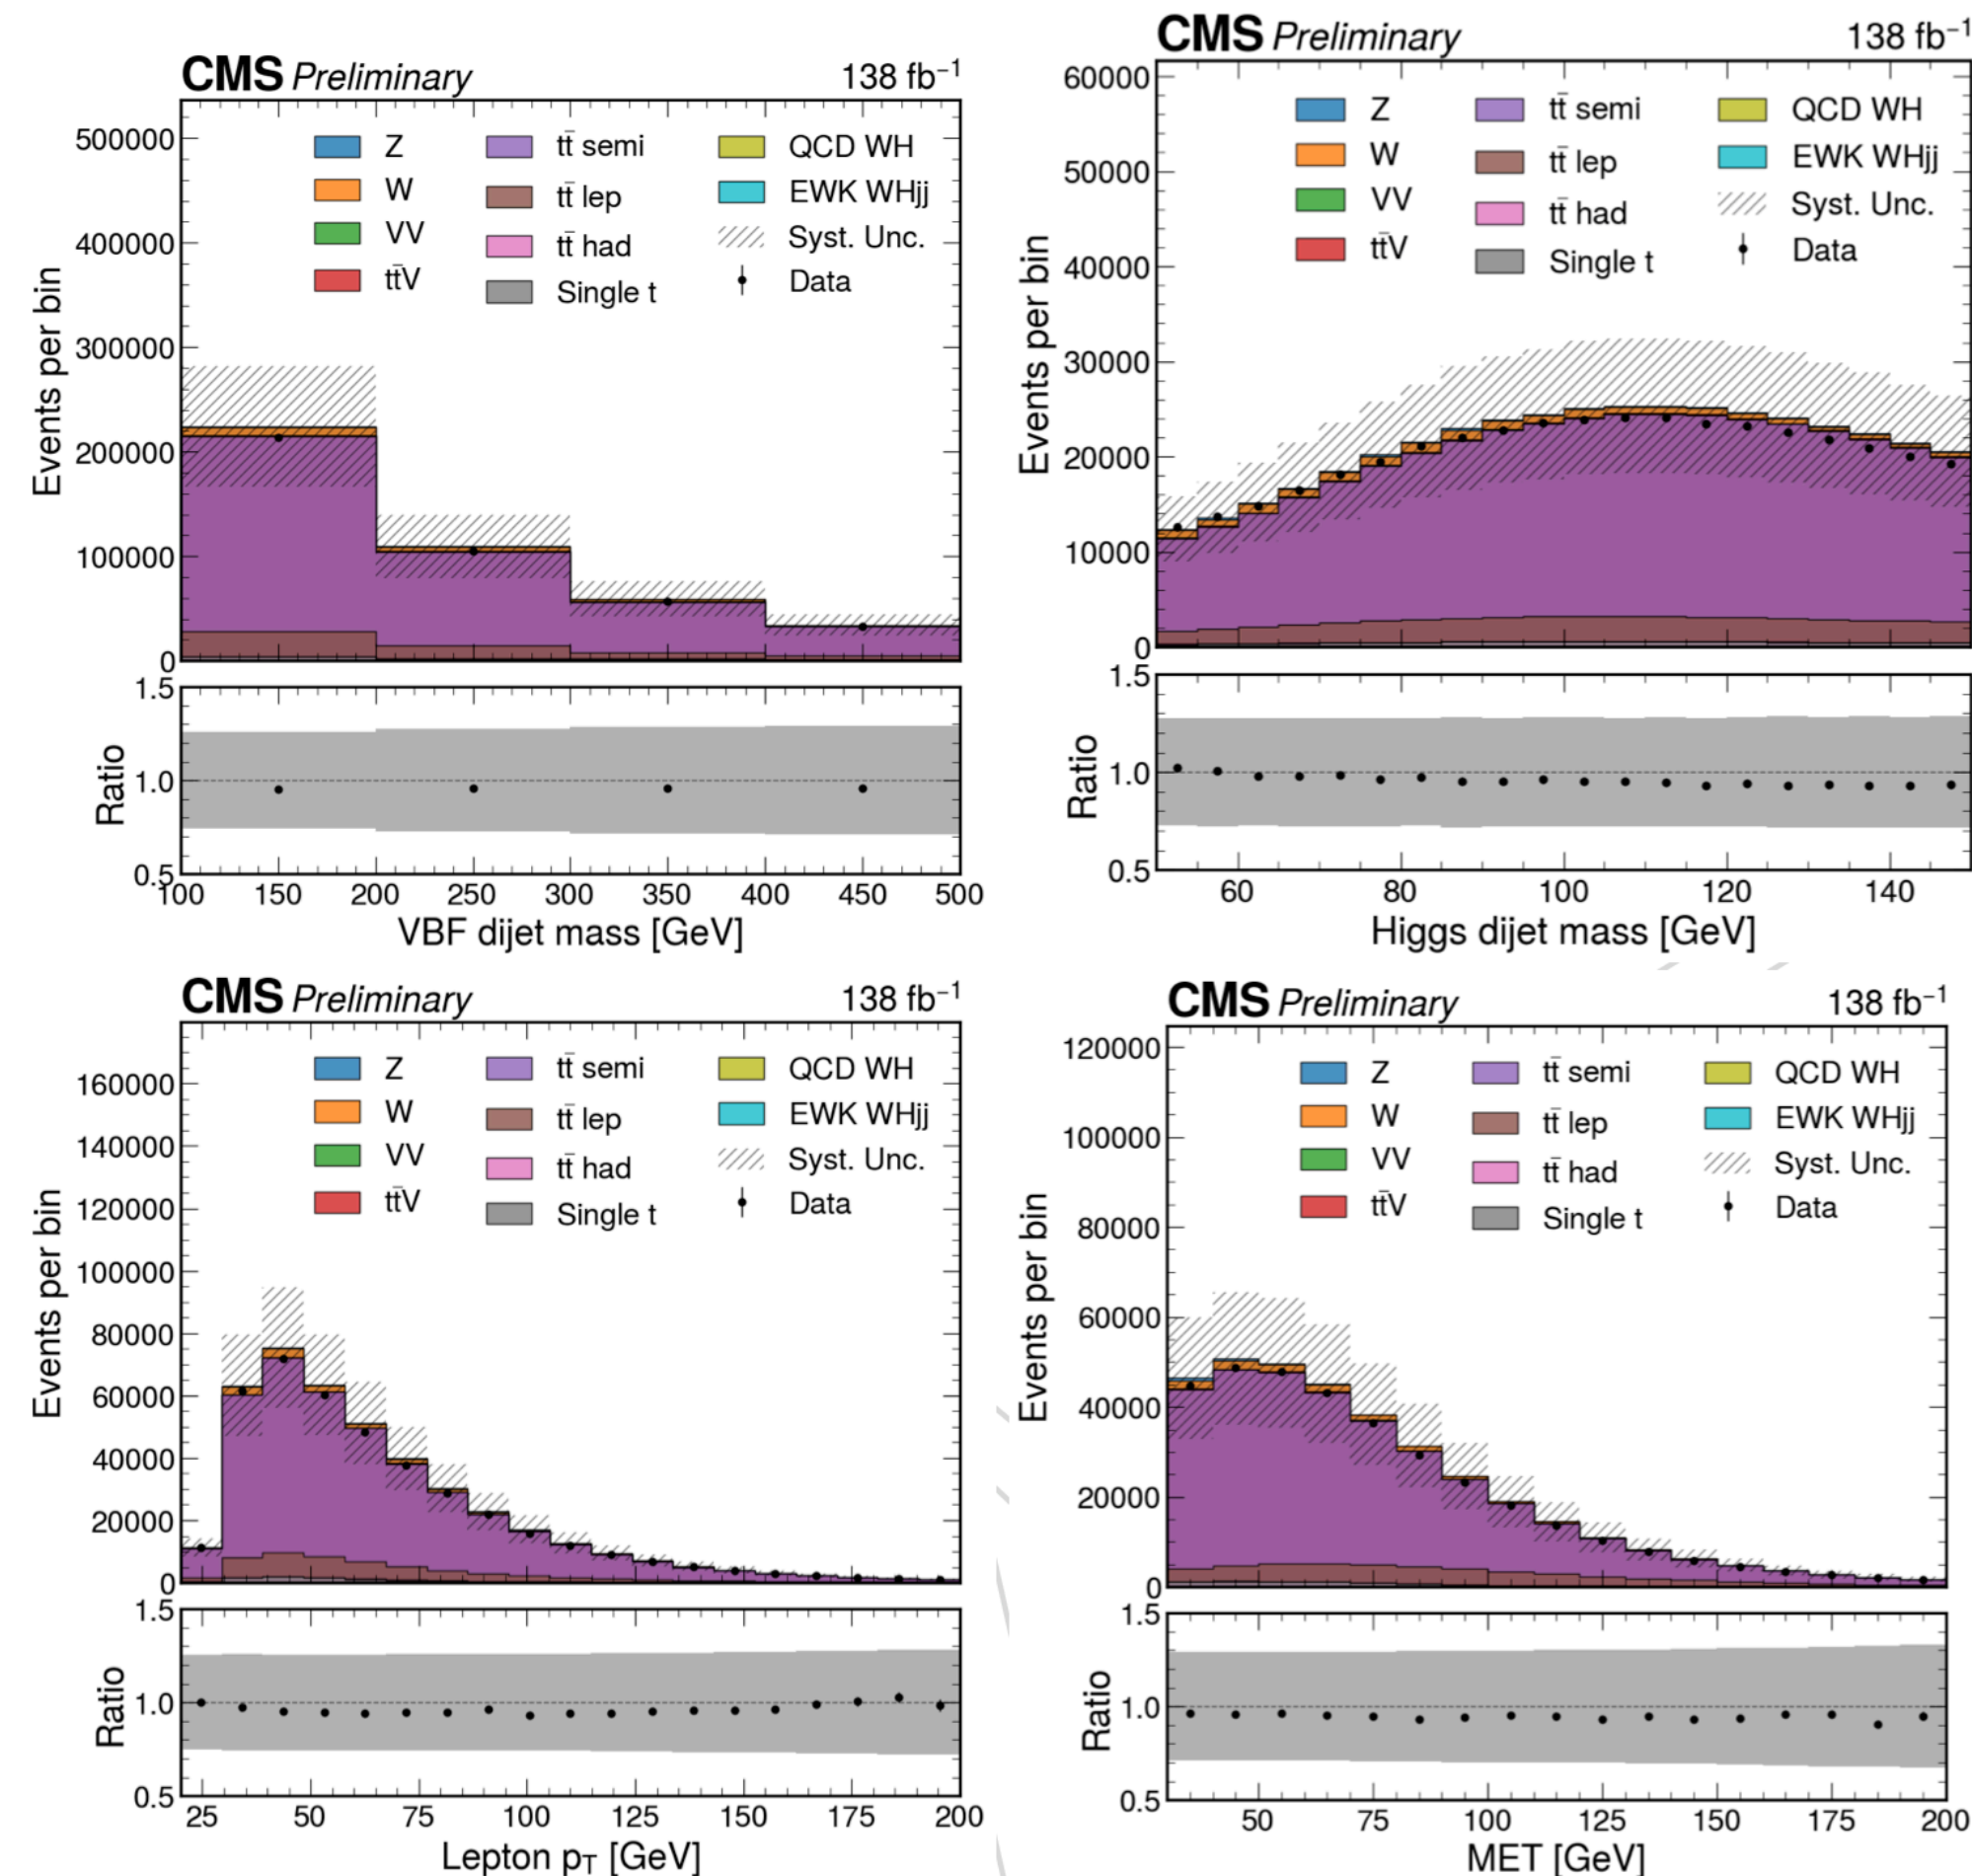 CMS Preliminary 138 fb⁻¹
Events per bin
500000
400000
300000
200000
100000
0
Z
W
VV
tt̄V
tt̄ semi
tt̄ lep
tt̄ had
Single t
QCD WH
EWK WHjj
Syst. Unc.
Data
Ratio
1.5
1.0
0.5
100 150 200 250 300 350 400 450 500
VBF dijet mass [GeV]
CMS Preliminary 138 fb⁻¹
Events per bin
60000
50000
40000
30000
20000
10000
0
Z
W
VV
tt̄V
tt̄ semi
tt̄ lep
tt̄ had
Single t
QCD WH
EWK WHjj
Syst. Unc.
Data
Ratio
1.5
1.0
0.5
60 80 100 120 140
Higgs dijet mass [GeV]
CMS Preliminary 138 fb⁻¹
Events per bin
160000
140000
120000
100000
80000
60000
40000
20000
0
Z
W
VV
tt̄V
tt̄ semi
tt̄ lep
tt̄ had
Single t
QCD WH
EWK WHjj
Syst. Unc.
Data
Ratio
1.5
1.0
0.5
25 50 75 100 125 150 175 200
Lepton p_T [GeV]
CMS Preliminary 138 fb⁻¹
Events per bin
120000
100000
80000
60000
40000
20000
0
Z
W
VV
tt̄V
tt̄ semi
tt̄ lep
tt̄ had
Single t
QCD WH
EWK WHjj
Syst. Unc.
Data
Ratio
1.5
1.0
0.5
50 75 100 125 150 175 200
MET [GeV]